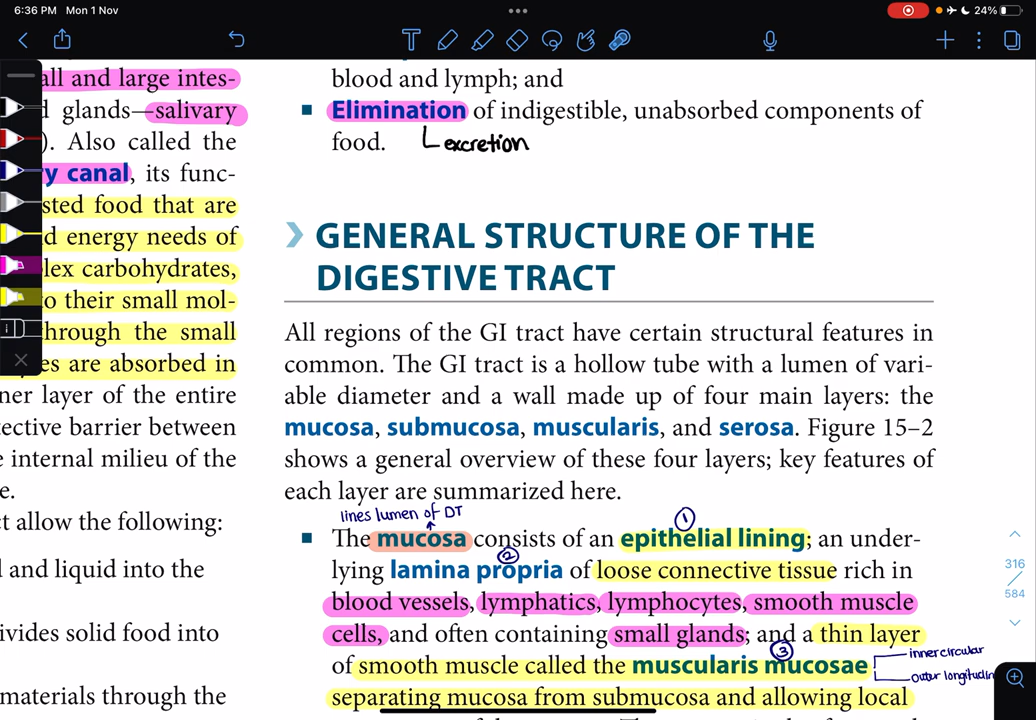 6:36 PM Mon 1 Nov
24%
all and large intes-
d glands—salivary
). Also called the
y canal, its func-
sted food that are
d energy needs of
lex carbohydrates,
o their small mol-
hrough the small
es are absorbed in
ner layer of the entire
tective barrier between
e internal milieu of the
e.
ct allow the following:
d and liquid into the
ivides solid food into
materials through the
blood and lymph; and
■ Elimination of indigestible, unabsorbed components of
food.
excretion
› GENERAL STRUCTURE OF THE
DIGESTIVE TRACT
All regions of the GI tract have certain structural features in
common. The GI tract is a hollow tube with a lumen of vari-
able diameter and a wall made up of four main layers: the
mucosa, submucosa, muscularis, and serosa. Figure 15–2
shows a general overview of these four layers; key features of
each layer are summarized here.
lines lumen of DT
1
■ The mucosa consists of an epithelial lining; an under-
2
lying lamina propria of loose connective tissue rich in
blood vessels, lymphatics, lymphocytes, smooth muscle
cells, and often containing small glands; and a thin layer
3
of smooth muscle called the muscularis mucosae
inner circular
outer longitudin
separating mucosa from submucosa and allowing local
316
584